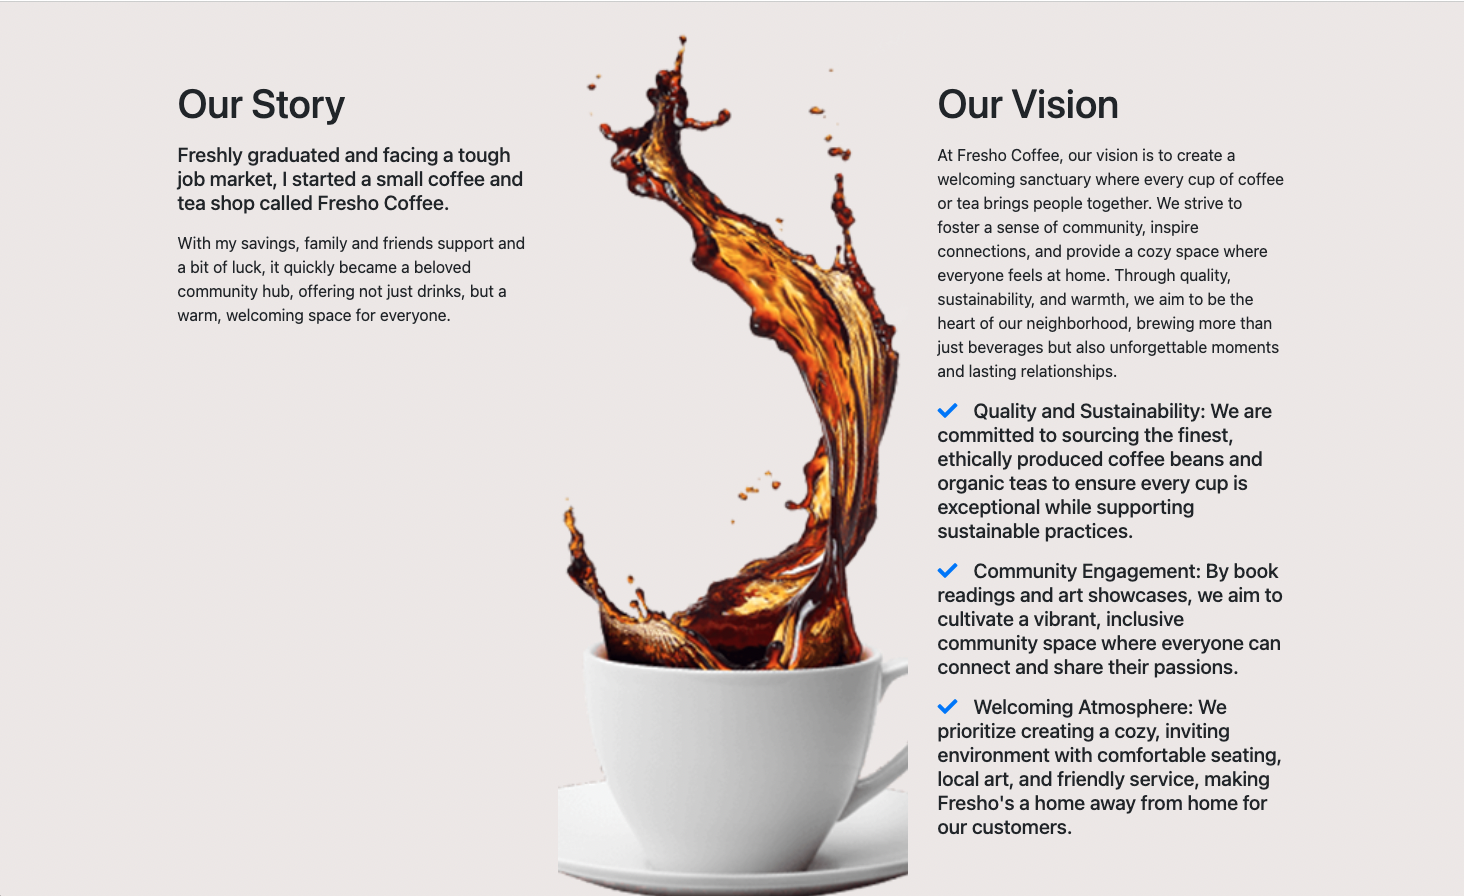 Our Story
Freshly graduated and facing a tough
job market, I started a small coffee and
tea shop called Fresho Coffee.
With my savings, family and friends support and
a bit of luck, it quickly became a beloved
community hub, offering not just drinks, but a
warm, welcoming space for everyone.
Our Vision
At Fresho Coffee, our vision is to create a
welcoming sanctuary where every cup of coffee
or tea brings people together. We strive to
foster a sense of community, inspire
connections, and provide a cozy space where
everyone feels at home. Through quality,
sustainability, and warmth, we aim to be the
heart of our neighborhood, brewing more than
just beverages but also unforgettable moments
and lasting relationships.
Quality and Sustainability: We are
committed to sourcing the finest,
ethically produced coffee beans and
organic teas to ensure every cup is
exceptional while supporting
sustainable practices.
Community Engagement: By book
readings and art showcases, we aim to
cultivate a vibrant, inclusive
community space where everyone can
connect and share their passions.
Welcoming Atmosphere: We
prioritize creating a cozy, inviting
environment with comfortable seating,
local art, and friendly service, making
Fresho's a home away from home for
our customers.